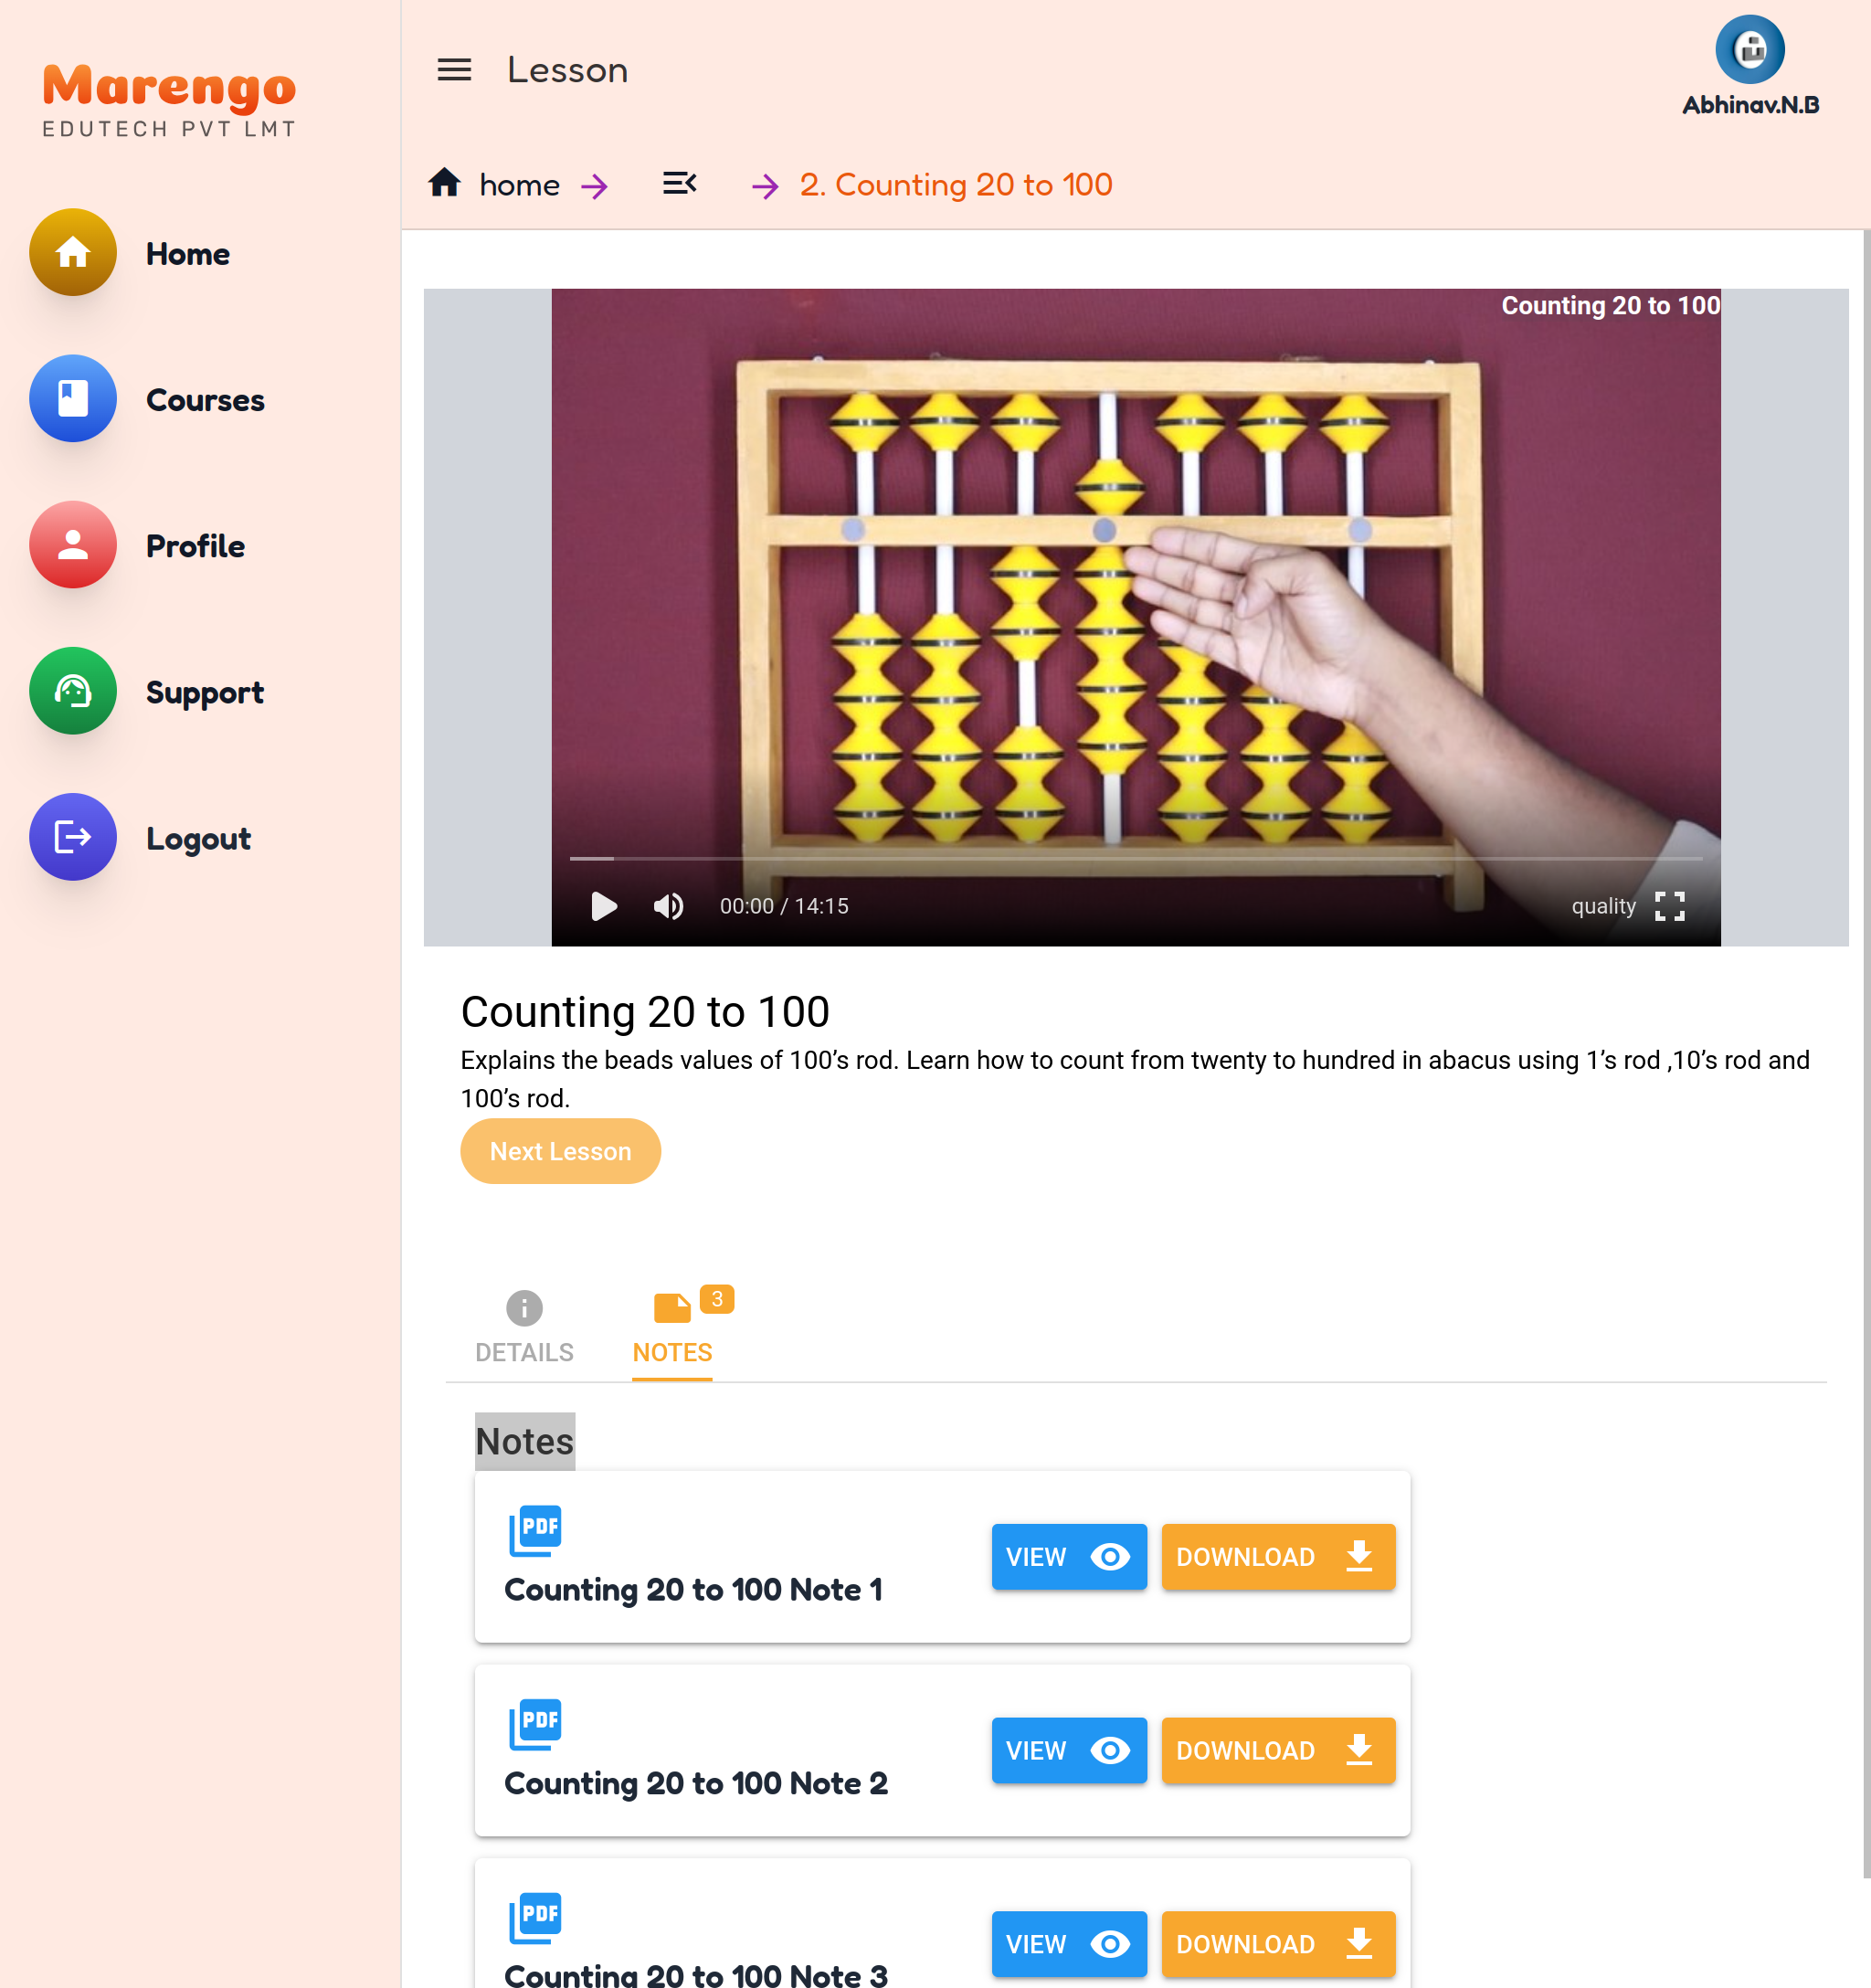 Marengo
EDUTECH PVT LMT
Home
Courses
Profile
Support
Logout
Lesson
Abhinav.N.B
home
2. Counting 20 to 100
Counting 20 to 100
00:00 / 14:15
quality
Counting 20 to 100
Explains the beads values of 100’s rod. Learn how to count from twenty to hundred in abacus using 1’s rod ,10’s rod and
100’s rod.
Next Lesson
3
DETAILS
NOTES
Notes
PDF
Counting 20 to 100 Note 1
VIEW
DOWNLOAD
PDF
Counting 20 to 100 Note 2
VIEW
DOWNLOAD
PDF
Counting 20 to 100 Note 3
VIEW
DOWNLOAD